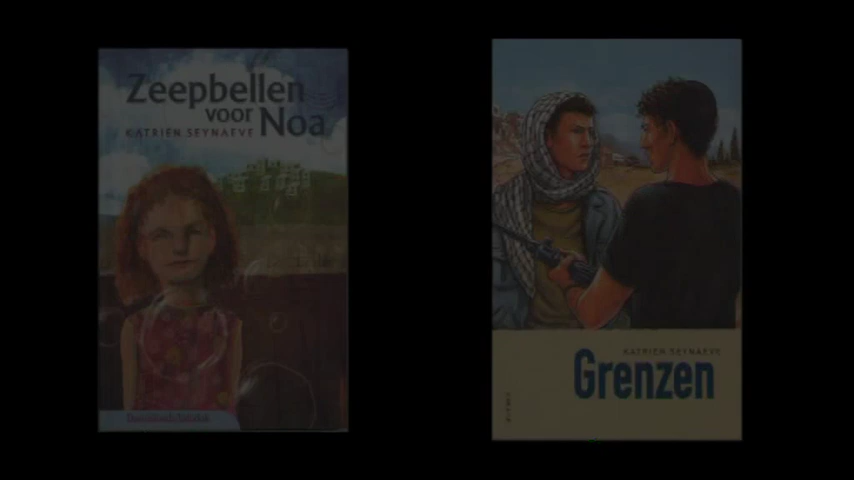 Zeepbellen
voor
Noa
KATRIEN SEYNAEVE
KATRIEN SEYNAEVE
Grenzen